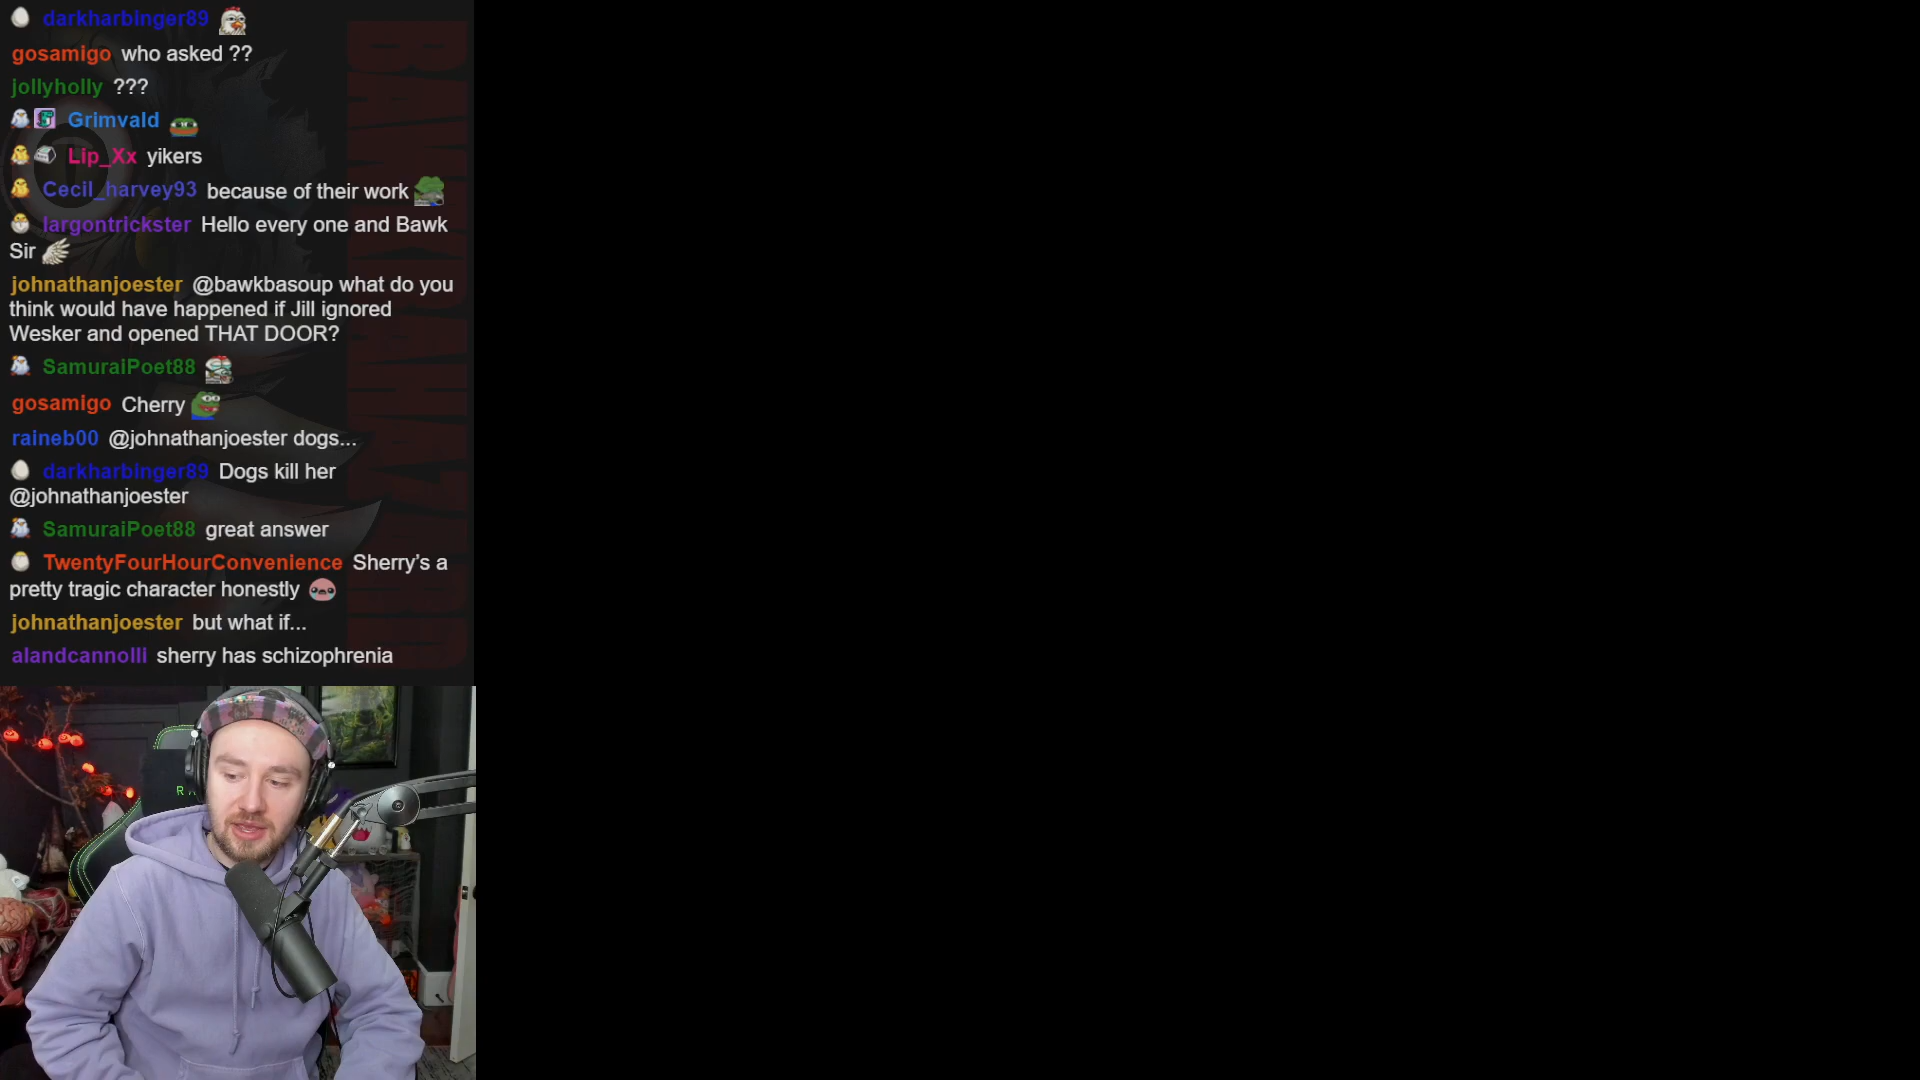 darkharbinger89
gosamigo who asked ??
jollyholly ???
Grimvald
Lip_Xx yikers
Cecil_harvey93 because of their work
largontrickster Hello every one and Bawk
Sir
johnathanjoester @bawkbasoup what do you
think would have happened if Jill ignored
Wesker and opened THAT DOOR?
SamuraiPoet88
gosamigo Cherry
raineb00 @johnathanjoester dogs...
darkharbinger89 Dogs kill her
@johnathanjoester
SamuraiPoet88 great answer
TwentyFourHourConvenience Sherry’s a
pretty tragic character honestly
johnathanjoester but what if...
alandcannolli sherry has schizophrenia